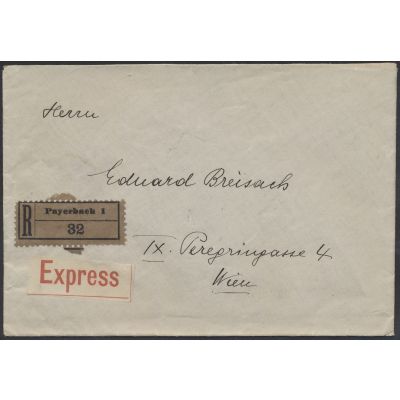 Herrn
Eduard Breisach
R
Payerbach 1
32
IX. Peregringasse 4
Express
Wien